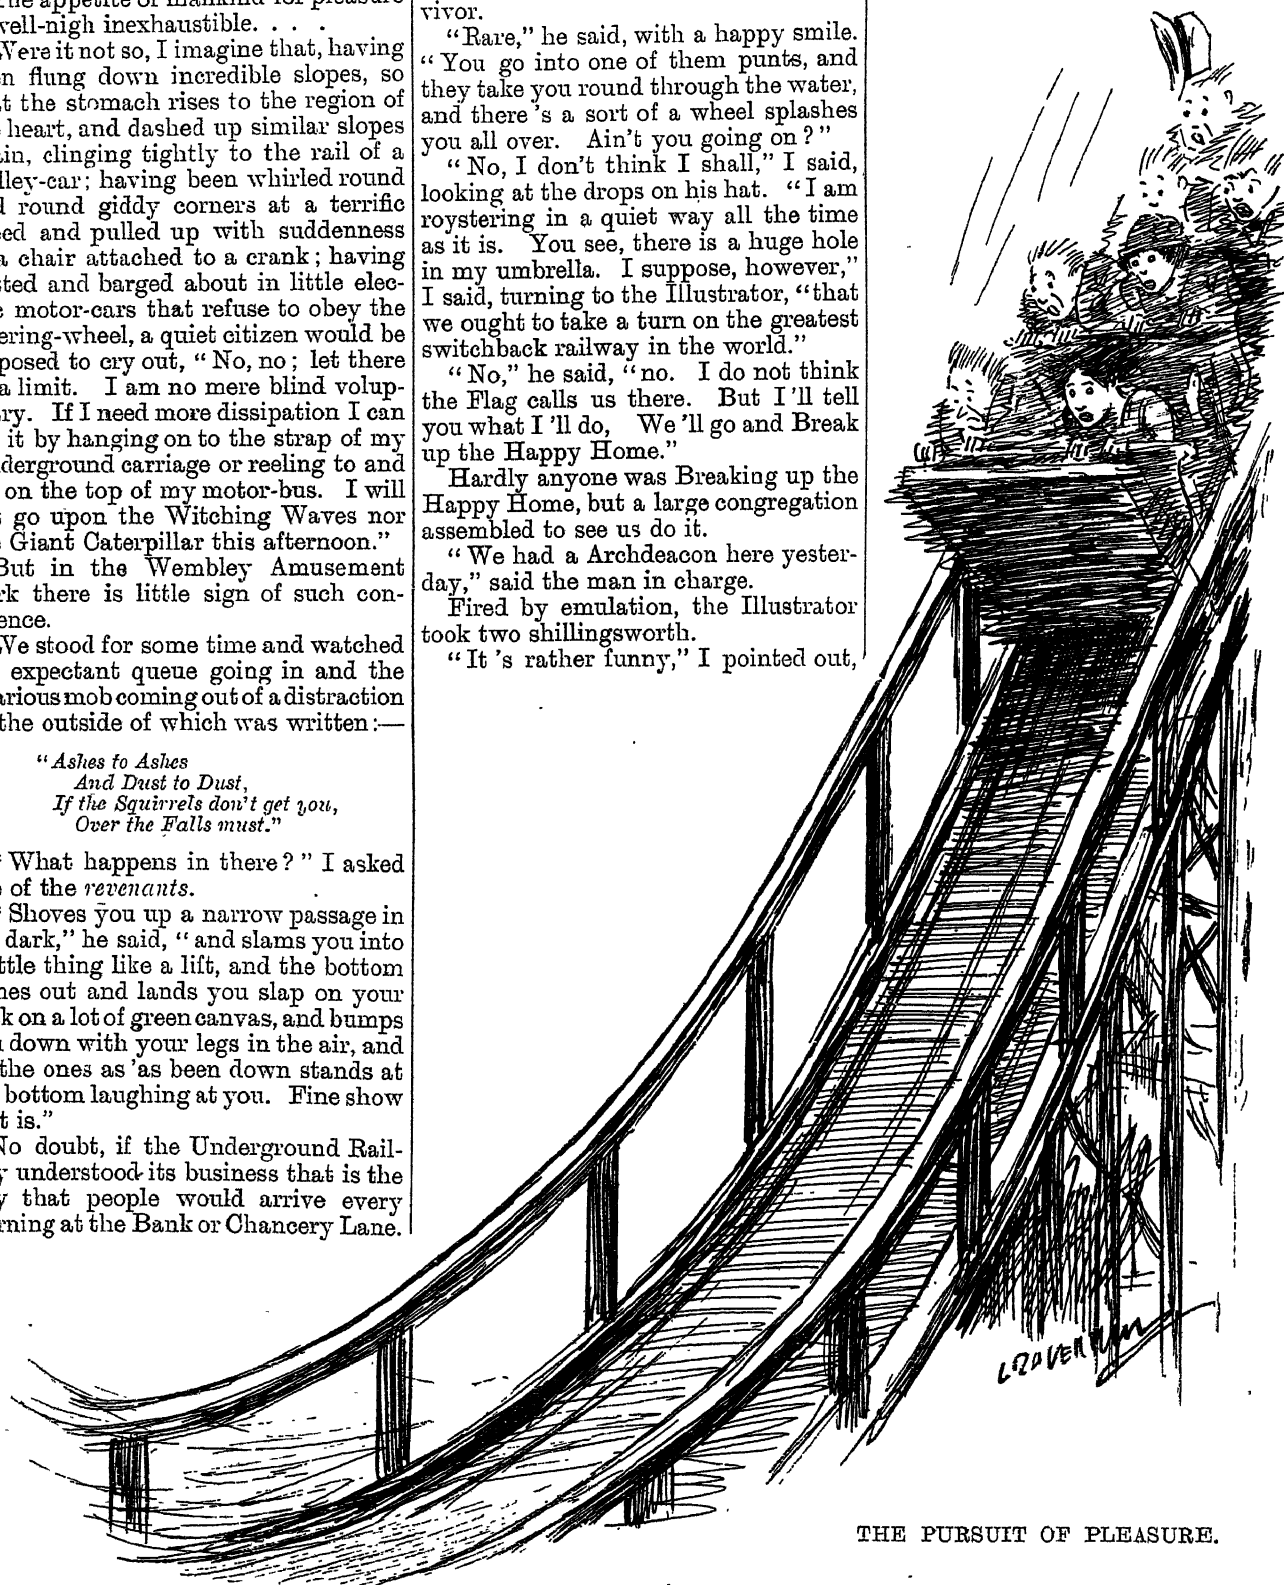 appetite of mankind for pleasure
well-nigh inexhaustible. . . .
Were it not so, I imagine that, having
n flung down incredible slopes, so
t the stomach rises to the region of
heart, and dashed up similar slopes
in, clinging tightly to the rail of a
lley-car; having been whirled round
d round giddy corners at a terrific
ed and pulled up with suddenness
a chair attached to a crank; having
ted and barged about in little elec-
motor-cars that refuse to obey the
ering-wheel, a quiet citizen would be
posed to cry out, "No, no; let there
a limit. I am no mere blind volup-
ry. If I need more dissipation I can
it by hanging on to the strap of my
derground carriage or reeling to and
on the top of my motor-bus. I will
go upon the Witching Waves nor
Giant Caterpillar this afternoon."
But in the Wembley Amusement
rk there is little sign of such con-
ence.
We stood for some time and watched
expectant queue going in and the
arious mob coming out of a distraction
the outside of which was written:—
"Ashes to Ashes
And Dust to Dust,
If the Squirrels don't get you,
Over the Falls must."
"What happens in there?" I asked
of the revenants.
"Shoves you up a narrow passage in
dark," he said, "and slams you into
ttle thing like a lift, and the bottom
mes out and lands you slap on your
k on a lot of green canvas, and bumps
down with your legs in the air, and
the ones as 'as been down stands at
bottom laughing at you. Fine show
t is."
No doubt, if the Underground Rail-
y understood its business that is the
y that people would arrive every
rning at the Bank or Chancery Lane.
vivor.
"Rare," he said, with a happy smile.
"You go into one of them punts, and
they take you round through the water,
and there's a sort of a wheel splashes
you all over. Ain't you going on?"
"No, I don't think I shall," I said,
looking at the drops on his hat. "I am
roystering in a quiet way all the time
as it is. You see, there is a huge hole
in my umbrella. I suppose, however,"
I said, turning to the Illustrator, "that
we ought to take a turn on the greatest
switchback railway in the world."
"No," he said, "no. I do not think
the Flag calls us there. But I'll tell
you what I'll do, We'll go and Break
up the Happy Home."
Hardly anyone was Breaking up the
Happy Home, but a large congregation
assembled to see us do it.
"We had a Archdeacon here yester-
day," said the man in charge.
Fired by emulation, the Illustrator
took two shillingsworth.
"It's rather funny," I pointed out,
THE PURSUIT OF PLEASURE.